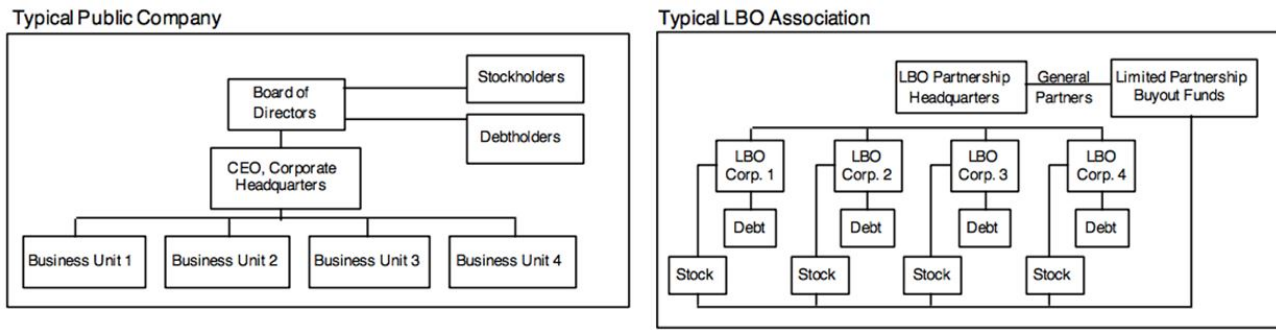 Typical Public Company
Stockholders
Board of
Directors
Debtholders
CEO, Corporate
Headquarters
Business Unit 1
Business Unit 2
Business Unit 3
Business Unit 4
Typical LBO Association
LBO Partnership
Headquarters
General
Partners
Limited Partnership
Buyout Funds
LBO
Corp. 1
LBO
Corp. 2
LBO
Corp. 3
LBO
Corp. 4
Debt
Debt
Debt
Debt
Stock
Stock
Stock
Stock